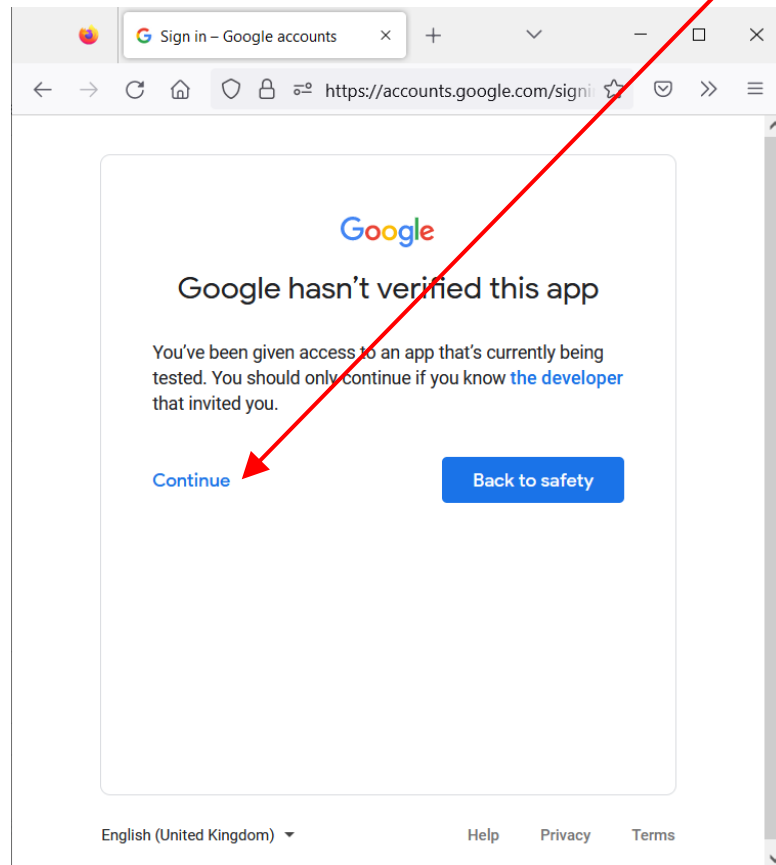 Sign in – Google accounts
https://accounts.google.com/signi
Google
Google hasn’t verified this app
You’ve been given access to an app that’s currently being
tested. You should only continue if you know the developer
that invited you.
Continue
Back to safety
English (United Kingdom)
Help
Privacy
Terms